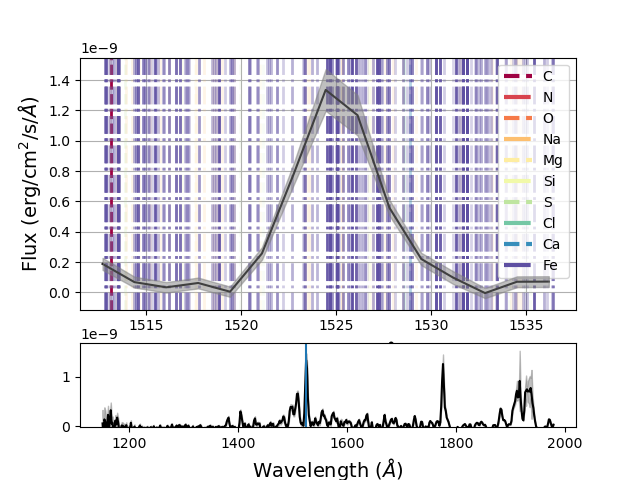 1e−9
Flux (erg/cm²/s/Å)
1.4
1.2
1.0
0.8
0.6
0.4
0.2
0.0
C
N
O
Na
Mg
Si
S
Cl
Ca
Fe
1515 1520 1525 1530 1535
1e−9
1
0
1200 1400 1600 1800 2000
Wavelength (Å)